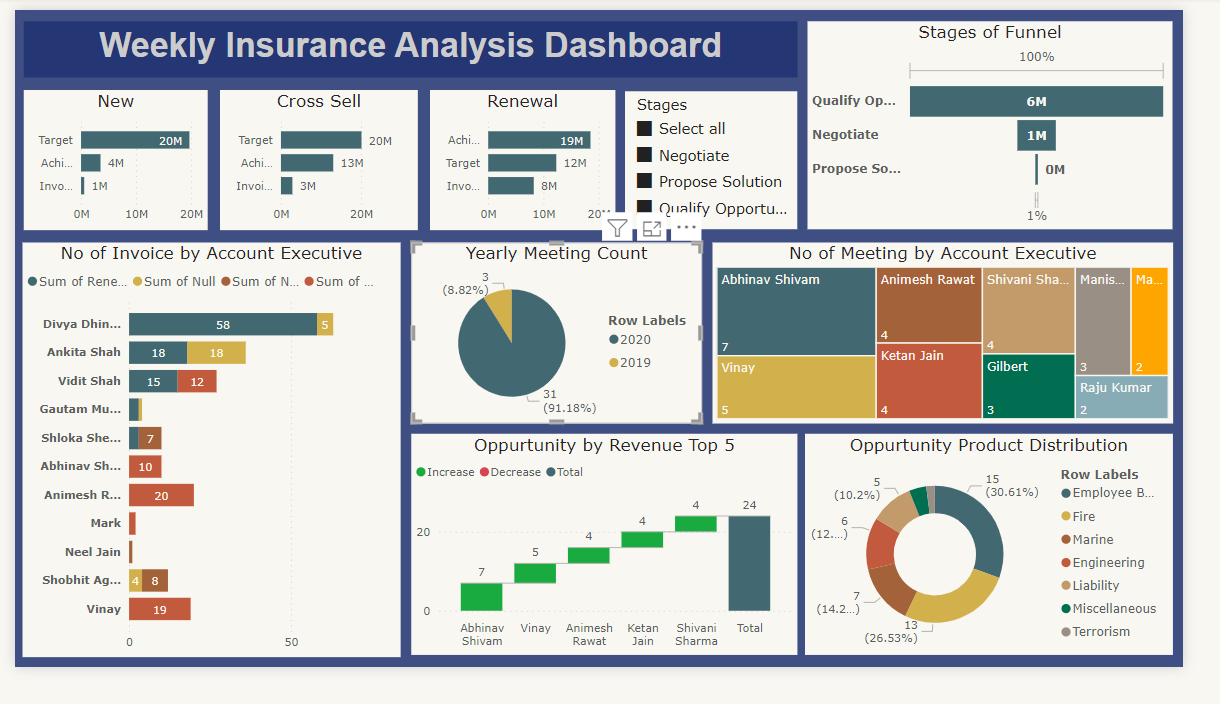 Weekly Insurance Analysis Dashboard
New
Target
20M
Achi...
4M
Invo...
1M
0M 10M 20M
Cross Sell
Target
20M
Achi...
13M
Invoi...
3M
0M 20M
Renewal
Achi...
19M
Target
12M
Invo...
8M
0M 10M
Stages
Select all
Negotiate
Propose Solution
Qualify Opportu...
Stages of Funnel
100%
Qualify Op...
6M
Negotiate
1M
Propose So...
0M
1%
No of Invoice by Account Executive
Sum of Rene... Sum of Null Sum of N... Sum of ...
Divya Dhin... 58 5
Ankita Shah 18 18
Vidit Shah 15 12
Gautam Mu...
Shloka She... 7
Abhinav Sh... 10
Animesh R... 20
Mark
Neel Jain
Shobhit Ag... 4 8
Vinay 19
0 50
Yearly Meeting Count
3
(8.82%)
31
(91.18%)
Row Labels
2020
2019
No of Meeting by Account Executive
Abhinav Shivam
7
Vinay
5
Animesh Rawat
4
Ketan Jain
4
Shivani Sha...
4
Gilbert
3
Manis...
3
Ma...
2
Raju Kumar
2
Oppurtunity by Revenue Top 5
Increase Decrease Total
20
0
7
5
4
4
4
24
Abhinav
Shivam
Vinay
Animesh
Rawat
Ketan
Jain
Shivani
Sharma
Total
Oppurtunity Product Distribution
15
(30.61%)
13
(26.53%)
7
(14.2...)
6
(12....)
5
(10.2%)
Row Labels
Employee B...
Fire
Marine
Engineering
Liability
Miscellaneous
Terrorism